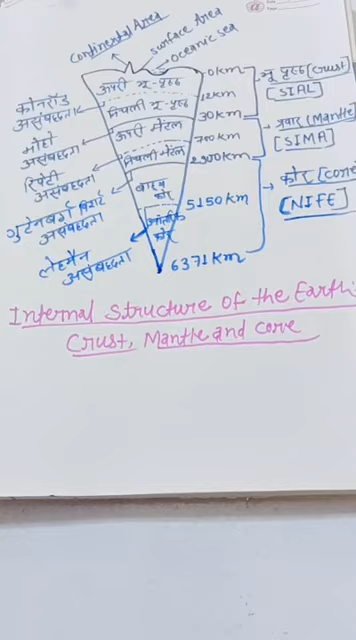 Continental Area
surface Area
oceanic sea
ऊपरी भू-पृष्ठ
निचली भू-पृष्ठ
ऊपरी मेंटल
निचली मेंटल
बाह्य
कोर
आंतरिक
कोर
कोनरॉड
असंबद्धता
मोहो
असंबद्धता
रिपेटी
असंबद्धता
गुटेनबर्ग विचार्ट
असंबद्धता
लेहमैन
असंबद्धता
0km
12km
30km
700km
2900km
5150km
6371km
भू पृष्ठ [Crust]
[SIAL]
[Mantle]
[SIMA]
कोर [core]
[NIFE]
Internal Structure of the Earth:
Crust, Mantle and core